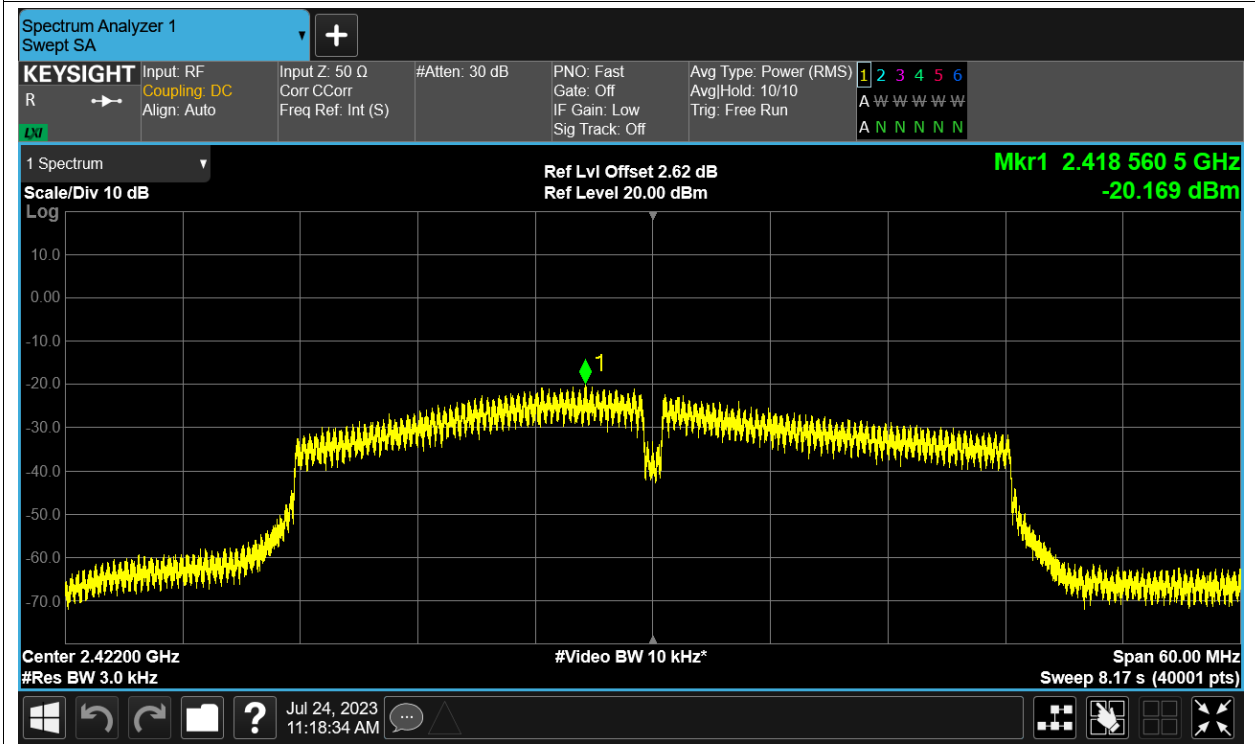 Spectrum Analyzer 1
Swept SA
+
KEYSIGHT
R
LXI
Input: RF
Coupling: DC
Align: Auto
Input Z: 50 Ω
Corr CCorr
Freq Ref: Int (S)
#Atten: 30 dB
PNO: Fast
Gate: Off
IF Gain: Low
Sig Track: Off
Avg Type: Power (RMS)
Avg|Hold: 10/10
Trig: Free Run
1 2 3 4 5 6
A W W W W W
A N N N N N
1 Spectrum
Scale/Div 10 dB
Log
Ref Lvl Offset 2.62 dB
Ref Level 20.00 dBm
Mkr1 2.418 560 5 GHz
-20.169 dBm
10.0
0.00
-10.0
-20.0
-30.0
-40.0
-50.0
-60.0
-70.0
1
Center 2.42200 GHz
#Res BW 3.0 kHz
#Video BW 10 kHz*
Span 60.00 MHz
Sweep 8.17 s (40001 pts)
?
Jul 24, 2023
11:18:34 AM